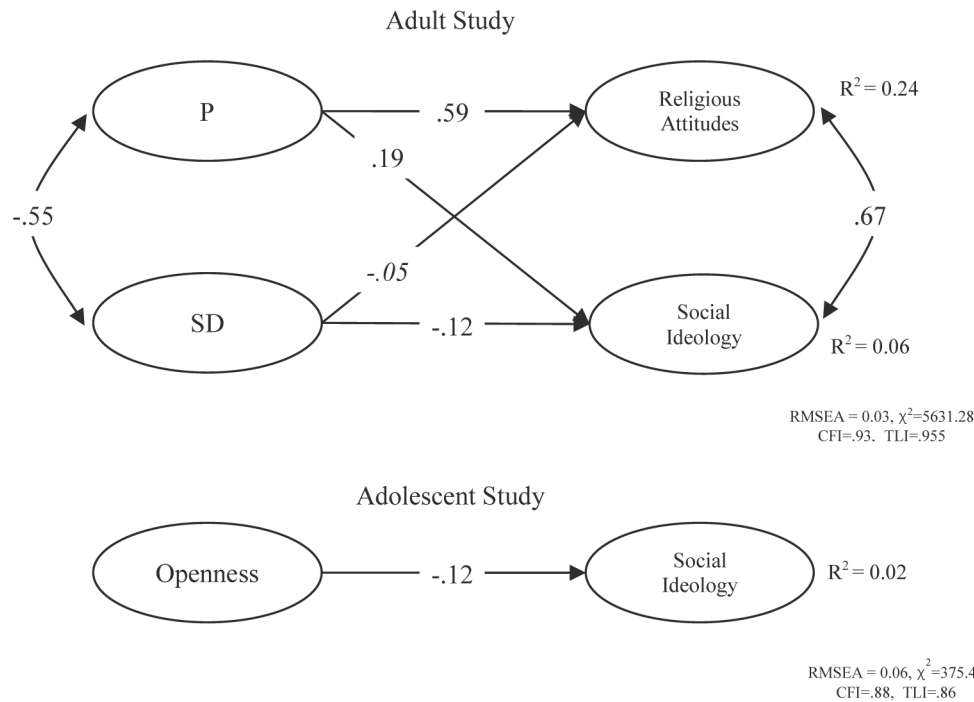 Adult Study
P
.59
Religious
Attitudes
R² = 0.24
.19
-.55
.67
-.05
SD
-.12
Social
Ideology
R² = 0.06
RMSEA = 0.03, χ²=5631.28
CFI=.93, TLI=.955
Adolescent Study
Openness
-.12
Social
Ideology
R² = 0.02
RMSEA = 0.06, χ²=375.4
CFI=.88, TLI=.86